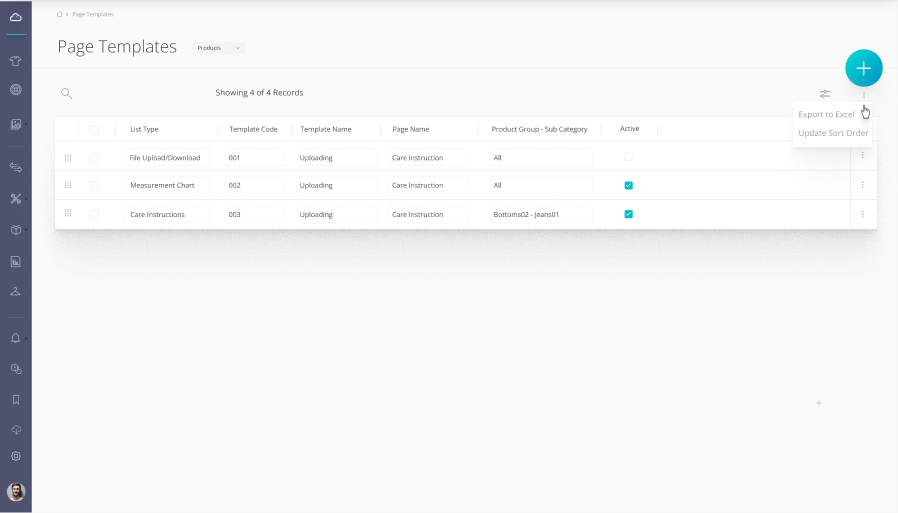 Page Templates
Page Templates
Products
Showing 4 of 4 Records
Export to Excel
Update Sort Order
List Type Template Code Template Name Page Name Product Group - Sub Category Active
File Upload/Download 001 Uploading Care Instruction All
Measurement Chart 002 Uploading Care Instruction All
Care Instructions 003 Uploading Care Instruction Bottoms02 - Jeans01